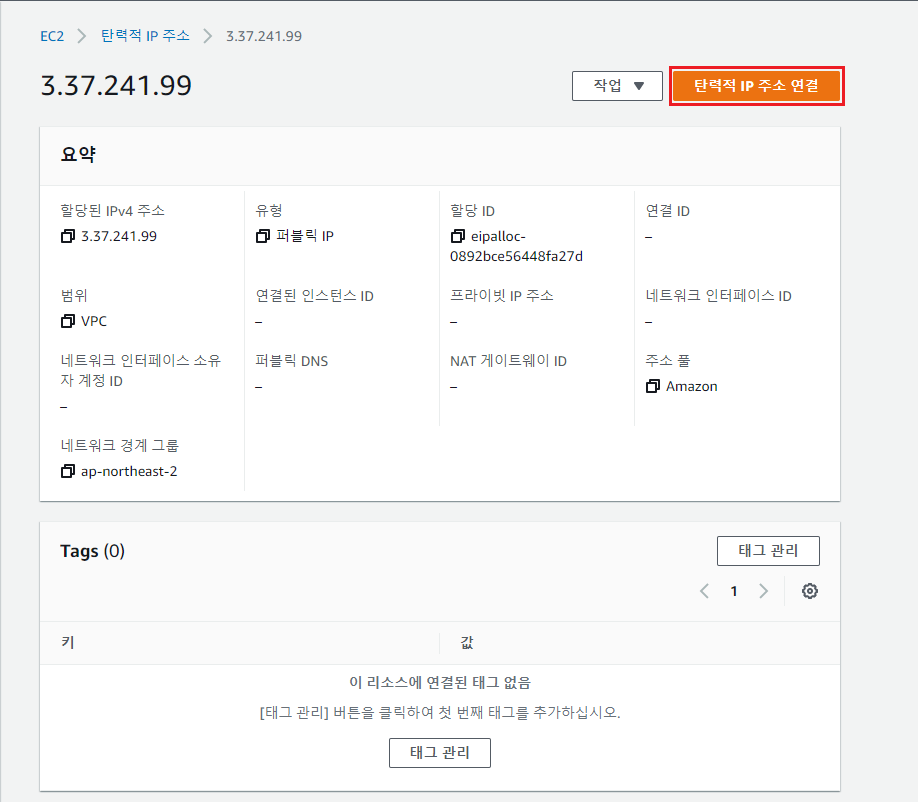 EC2 > 탄력적 IP 주소 > 3.37.241.99
3.37.241.99
작업 ▼
탄력적 IP 주소 연결
요약
할당된 IPv4 주소
3.37.241.99
유형
퍼블릭 IP
할당 ID
eipalloc-
0892bce56448fa27d
연결 ID
–
범위
VPC
연결된 인스턴스 ID
–
프라이빗 IP 주소
–
네트워크 인터페이스 ID
–
네트워크 인터페이스 소유
자 계정 ID
–
퍼블릭 DNS
–
NAT 게이트웨이 ID
–
주소 풀
Amazon
네트워크 경계 그룹
ap-northeast-2
Tags (0)
태그 관리
1
키
값
이 리소스에 연결된 태그 없음
[태그 관리] 버튼을 클릭하여 첫 번째 태그를 추가하십시오.
태그 관리